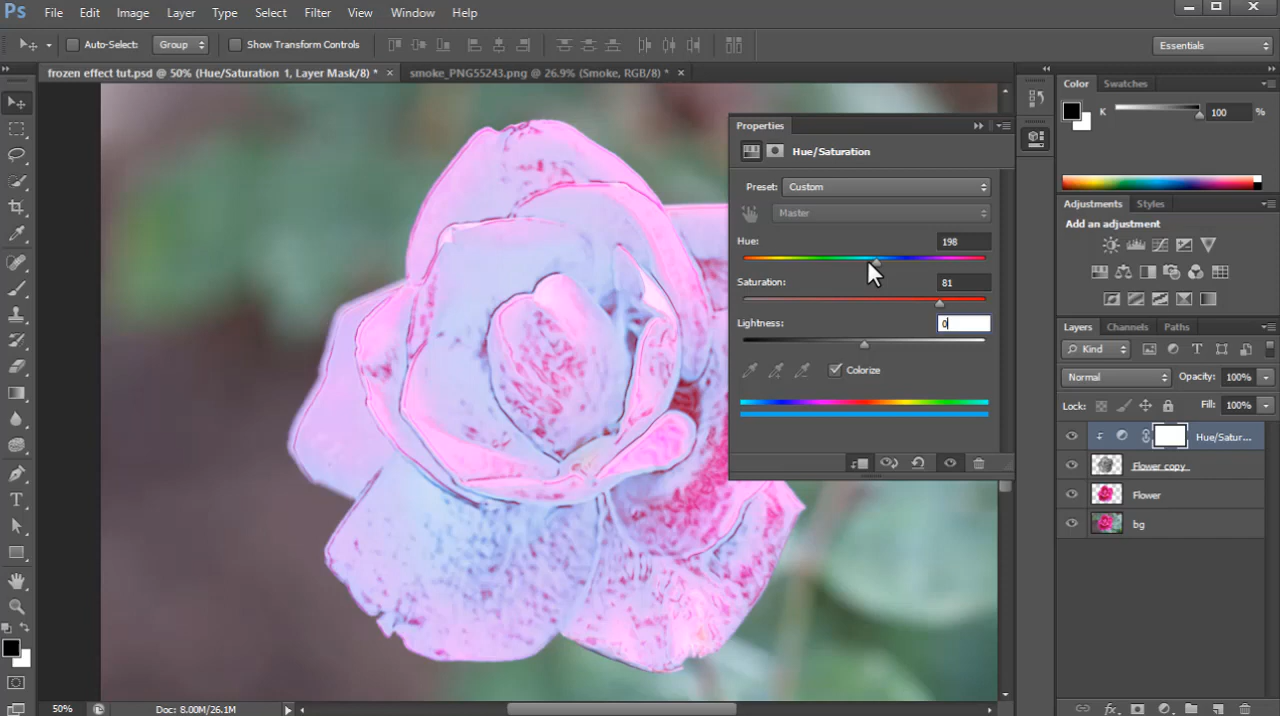 Ps File Edit Image Layer Type Select Filter View Window Help
Auto-Select: Group Show Transform Controls Essentials
frozen effect tut.psd @ 50% (Hue/Saturation 1, Layer Mask/8) * × smoke_PNG55243.png @ 26.9% (Smoke, RGB/8) * ×
Color Swatches
K 100 %
Properties
Hue/Saturation
Preset: Custom
Master
Hue: 198
Saturation: 81
Lightness: 0
Colorize
Adjustments Styles
Add an adjustment
Layers Channels Paths
Kind
Normal Opacity: 100%
Lock: Fill: 100%
Hue/Satur...
Flower copy
Flower
bg
50% Doc: 8.00M/26.1M